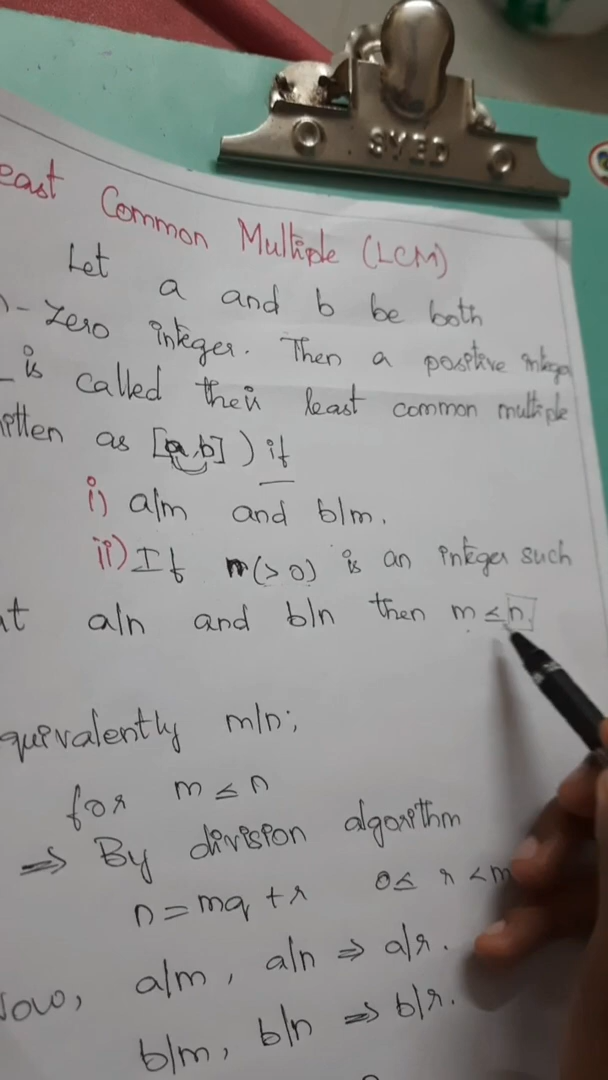 SYED
east Common Multiple (LCM)
Let a and b be both
n-zero integer. Then a positive intege
is called their least common multiple
itten as [a,b] ) if
i) a/m and b/m.
ii) If n(>0) is an integer such
at a/n and b/n then m ≤ n.
quivalently m/n;
for m ≤ n
⇒ By division algorithm
n = mq + r 0 ≤ r < m
Now, a/m, a/n ⇒ a/r.
b/m, b/n ⇒ b/r.